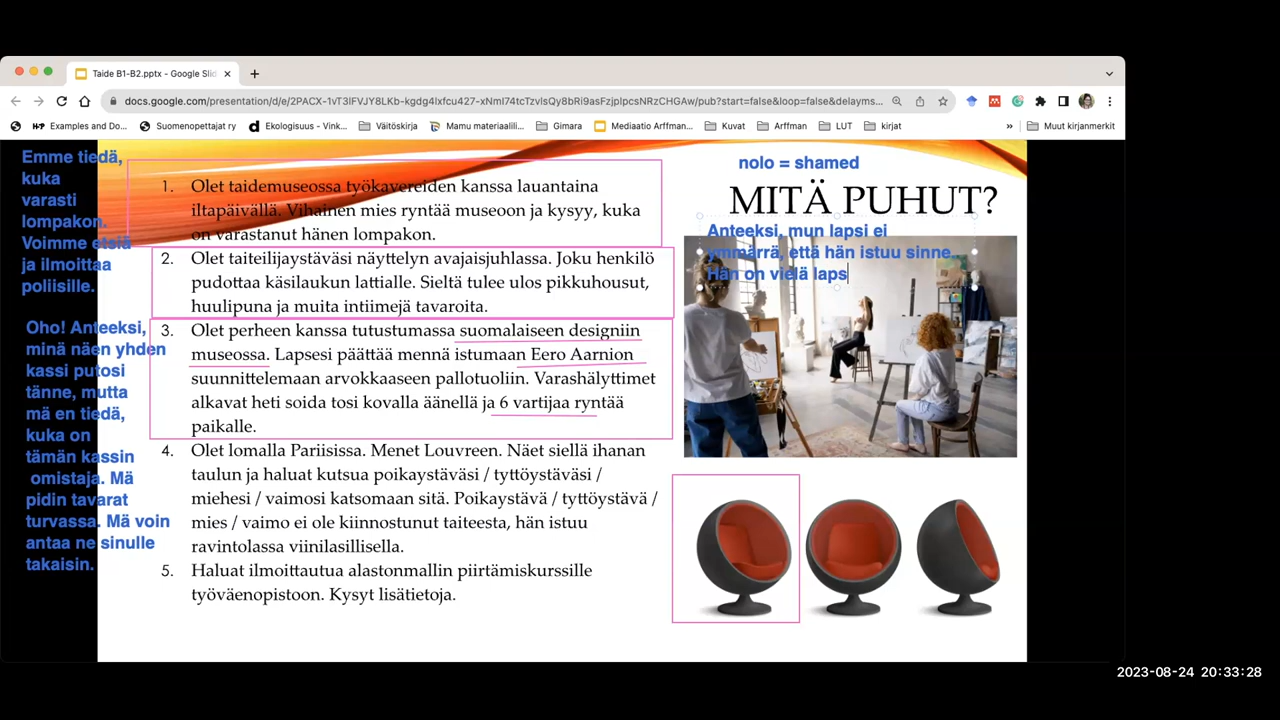 Taide B1-B2.pptx - Google Slid
docs.google.com/presentation/d/e/2PACX-1vT3lFVJY8LKb-kgdg4lxfcu427-xNml74tcTzvlsQy8bRi9asFzjplpcsNRzCHGAw/pub?start=false&loop=false&delayms...
Examples and Do...
Suomenopettajat ry
Ekologisuus - Vink...
Väitöskirja
Mamu materiaalili...
Gimara
Mediaatio Arffman...
Kuvat
Arffman
LUT
kirjat
»
Muut kirjanmerkit
Emme tiedä,
kuka
varasti
lompakon.
Voimme etsiä
ja ilmoittaa
poliisille.
Oho! Anteeksi,
minä näen yhden
kassi putosi
tänne, mutta
mä en tiedä,
kuka on
tämän kassin
omistaja. Mä
pidin tavarat
turvassa. Mä voin
antaa ne sinulle
takaisin.
1. Olet taidemuseossa työkavereiden kanssa lauantaina
iltapäivällä. Vihainen mies ryntää museoon ja kysyy, kuka
on varastanut hänen lompakon.
2. Olet taiteilijaystäväsi näyttelyn avajaisjuhlassa. Joku henkilö
pudottaa käsilaukun lattialle. Sieltä tulee ulos pikkuhousut,
huulipuna ja muita intiimejä tavaroita.
3. Olet perheen kanssa tutustumassa suomalaiseen designiin
museossa. Lapsesi päättää mennä istumaan Eero Aarnion
suunnittelemaan arvokkaaseen pallotuoliin. Varashälyttimet
alkavat heti soida tosi kovalla äänellä ja 6 vartijaa ryntää
paikalle.
4. Olet lomalla Pariisissa. Menet Louvreen. Näet siellä ihanan
taulun ja haluat kutsua poikaystäväsi / tyttöystäväsi /
miehesi / vaimosi katsomaan sitä. Poikaystävä / tyttöystävä /
mies / vaimo ei ole kiinnostunut taiteesta, hän istuu
ravintolassa viinilasillisella.
5. Haluat ilmoittautua alastonmallin piirtämiskurssille
työväenopistoon. Kysyt lisätietoja.
nolo = shamed
MITÄ PUHUT?
Anteeksi, mun lapsi ei
ymmärrä, että hän istuu sinne.
Hän on vielä laps
2023-08-24 20:33:28